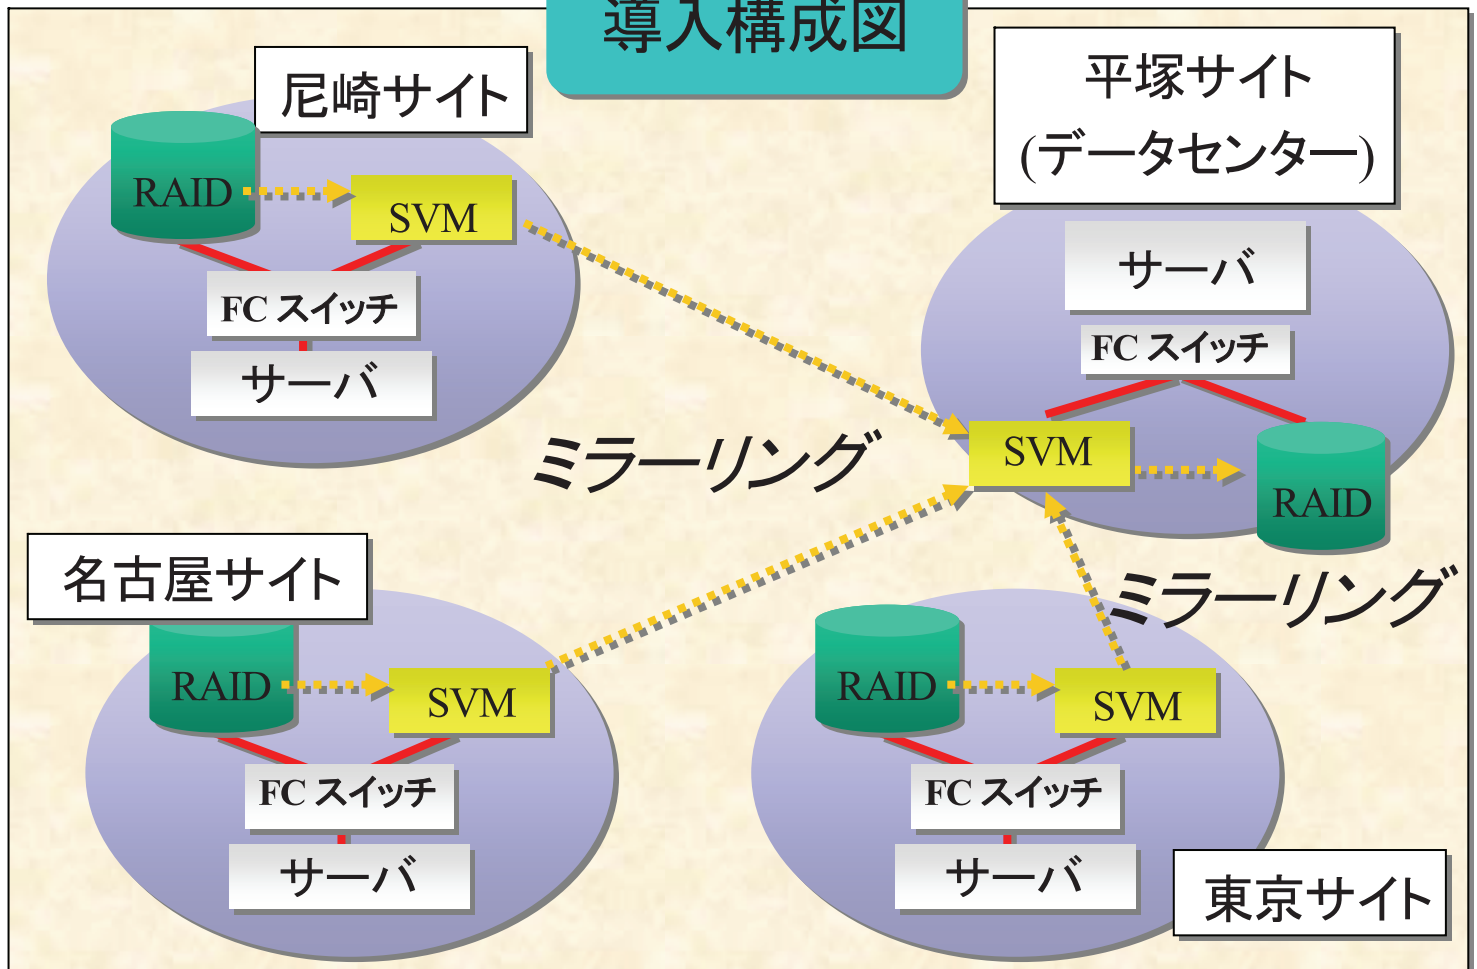 導入構成図
尼崎サイト
RAID
SVM
FC スイッチ
サーバ
平塚サイト
(データセンター)
サーバ
FC スイッチ
SVM
RAID
ミラーリング
ミラーリング
名古屋サイト
RAID
SVM
FC スイッチ
サーバ
RAID
SVM
FC スイッチ
サーバ
東京サイト